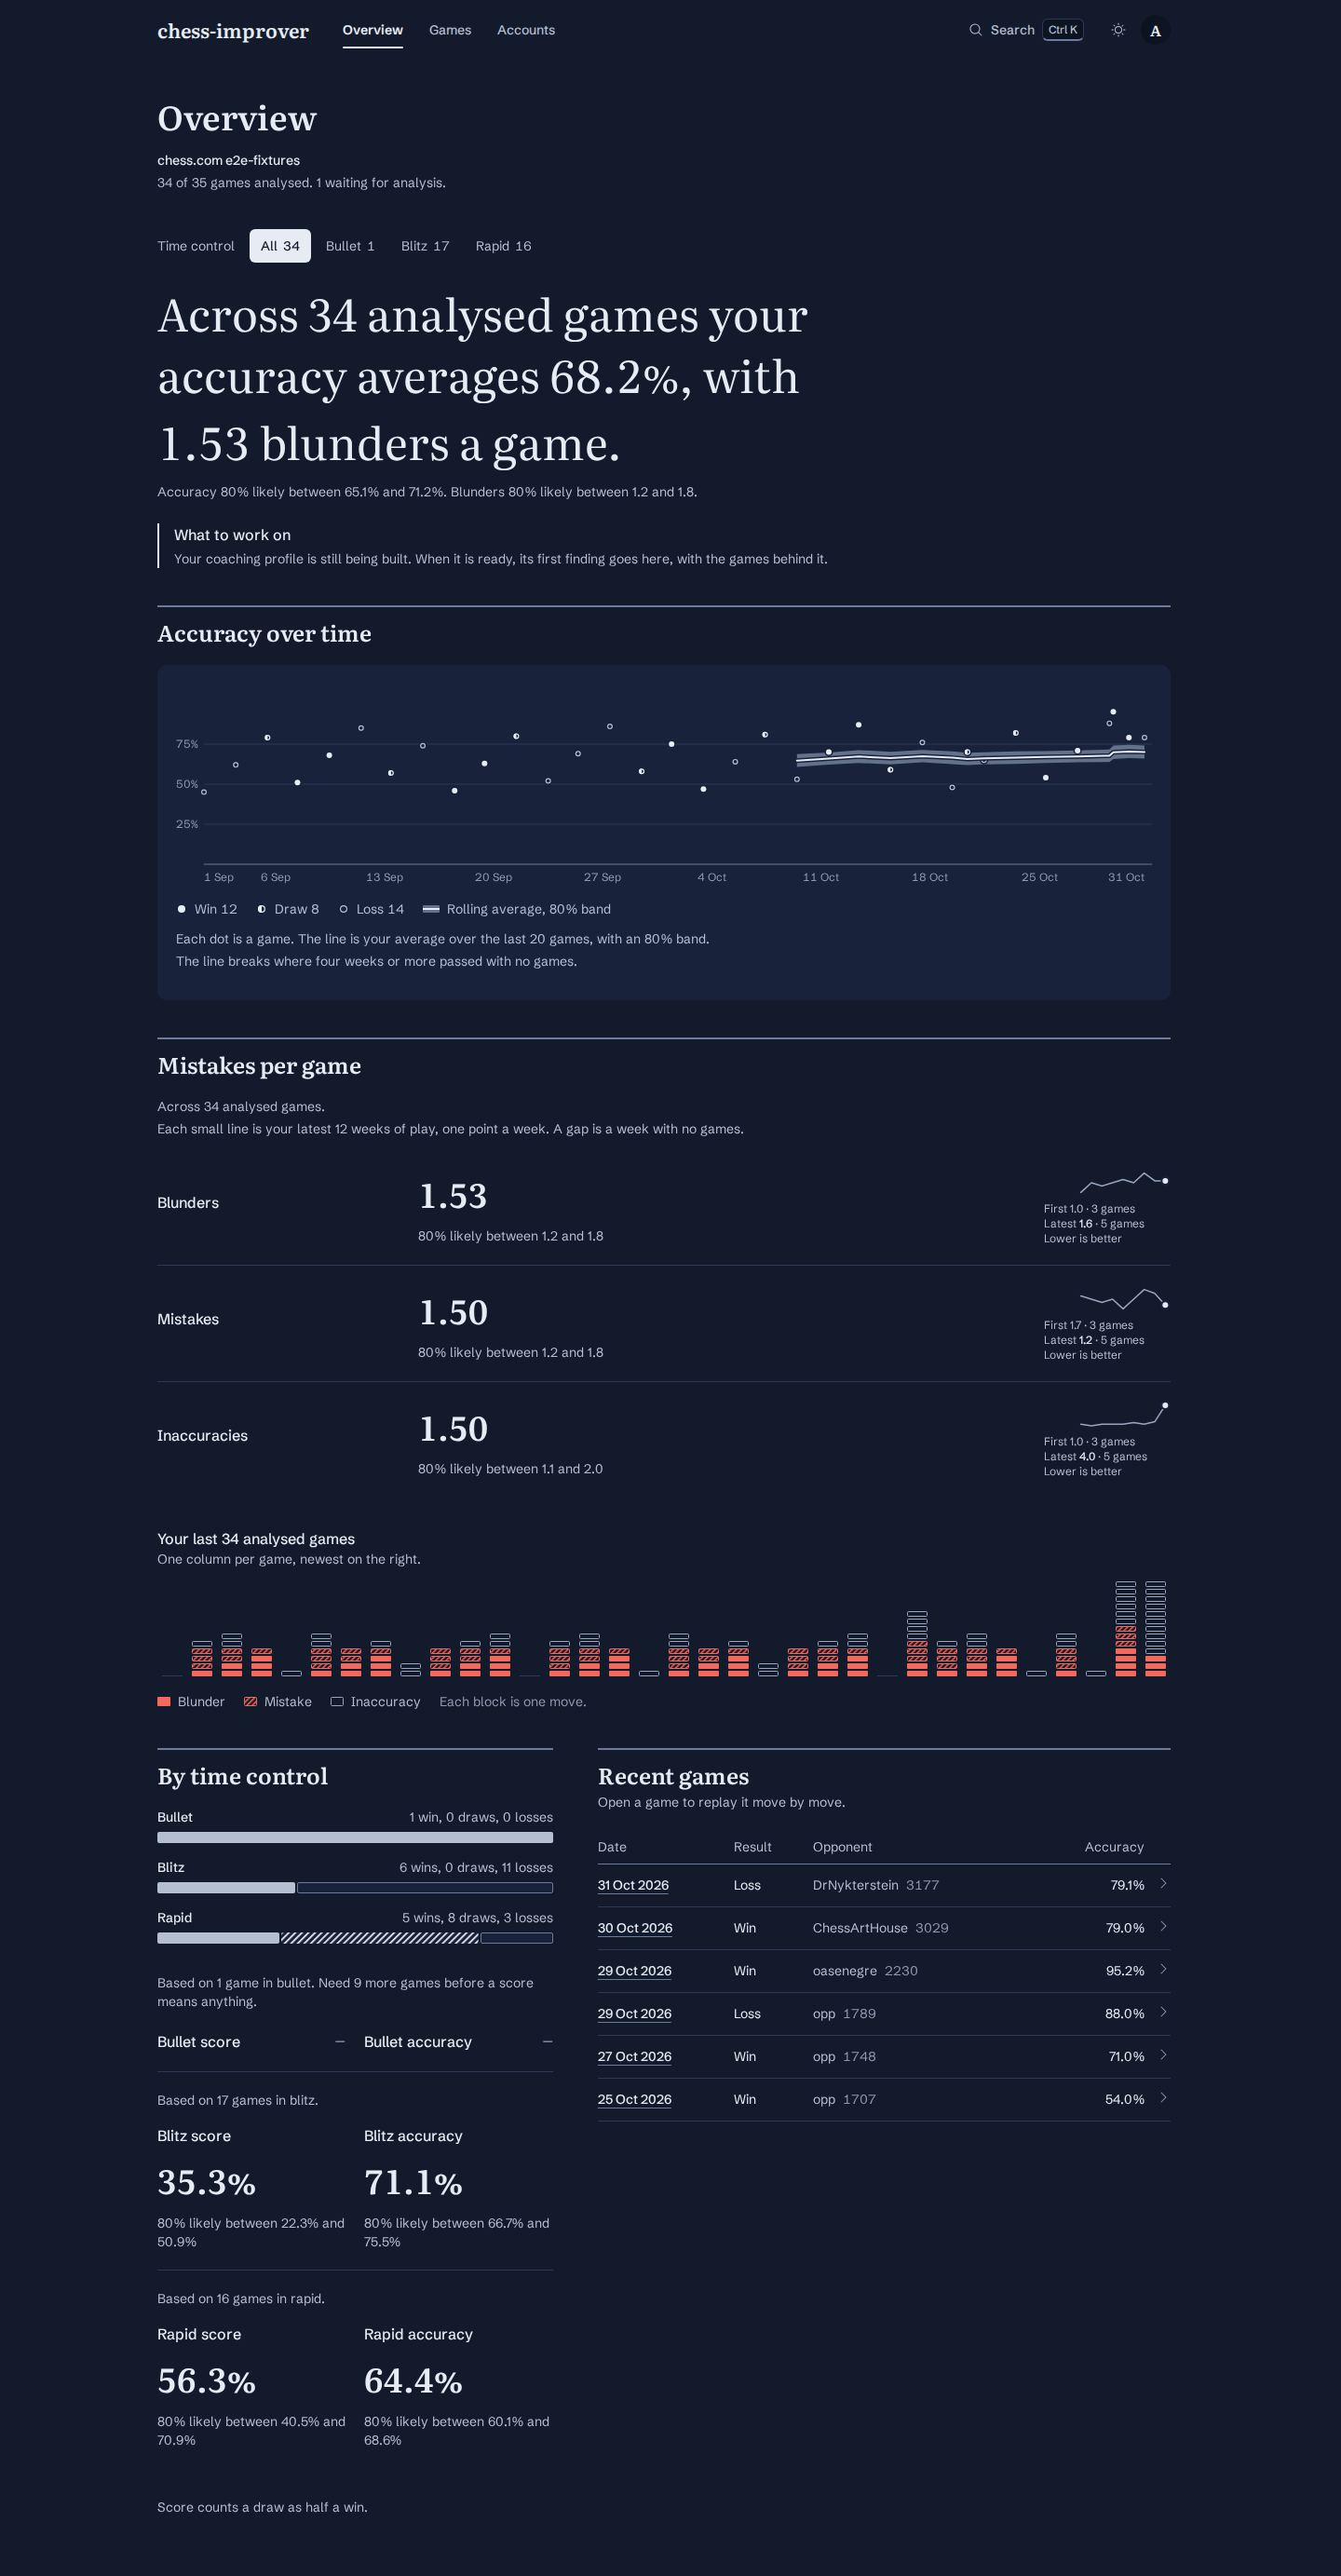 chess-improver
Overview
Games
Accounts
Search
Ctrl K
A
Overview
chess.com e2e-fixtures
34 of 35 games analysed. 1 waiting for analysis.
Time control
All 34
Bullet 1
Blitz 17
Rapid 16
Across 34 analysed games your
accuracy averages 68.2%, with
1.53 blunders a game.
Accuracy 80% likely between 65.1% and 71.2%. Blunders 80% likely between 1.2 and 1.8.
What to work on
Your coaching profile is still being built. When it is ready, its first finding goes here, with the games behind it.
Accuracy over time
75%
50%
25%
1 Sep
6 Sep
13 Sep
20 Sep
27 Sep
4 Oct
11 Oct
18 Oct
25 Oct
31 Oct
Win 12
Draw 8
Loss 14
Rolling average, 80% band
Each dot is a game. The line is your average over the last 20 games, with an 80% band.
The line breaks where four weeks or more passed with no games.
Mistakes per game
Across 34 analysed games.
Each small line is your latest 12 weeks of play, one point a week. A gap is a week with no games.
Blunders
1.53
80% likely between 1.2 and 1.8
First 1.0 · 3 games
Latest 1.6 · 5 games
Lower is better
Mistakes
1.50
80% likely between 1.2 and 1.8
First 1.7 · 3 games
Latest 1.2 · 5 games
Lower is better
Inaccuracies
1.50
80% likely between 1.1 and 2.0
First 1.0 · 3 games
Latest 4.0 · 5 games
Lower is better
Your last 34 analysed games
One column per game, newest on the right.
Blunder
Mistake
Inaccuracy
Each block is one move.
By time control
Bullet
1 win, 0 draws, 0 losses
Blitz
6 wins, 0 draws, 11 losses
Rapid
5 wins, 8 draws, 3 losses
Based on 1 game in bullet. Need 9 more games before a score
means anything.
Bullet score —
Bullet accuracy —
Based on 17 games in blitz.
Blitz score
35.3%
80% likely between 22.3% and
50.9%
Blitz accuracy
71.1%
80% likely between 66.7% and
75.5%
Based on 16 games in rapid.
Rapid score
56.3%
80% likely between 40.5% and
70.9%
Rapid accuracy
64.4%
80% likely between 60.1% and
68.6%
Score counts a draw as half a win.
Recent games
Open a game to replay it move by move.
Date Result Opponent Accuracy
31 Oct 2026 Loss DrNykterstein 3177 79.1%
30 Oct 2026 Win ChessArtHouse 3029 79.0%
29 Oct 2026 Win oasenegre 2230 95.2%
29 Oct 2026 Loss opp 1789 88.0%
27 Oct 2026 Win opp 1748 71.0%
25 Oct 2026 Win opp 1707 54.0%